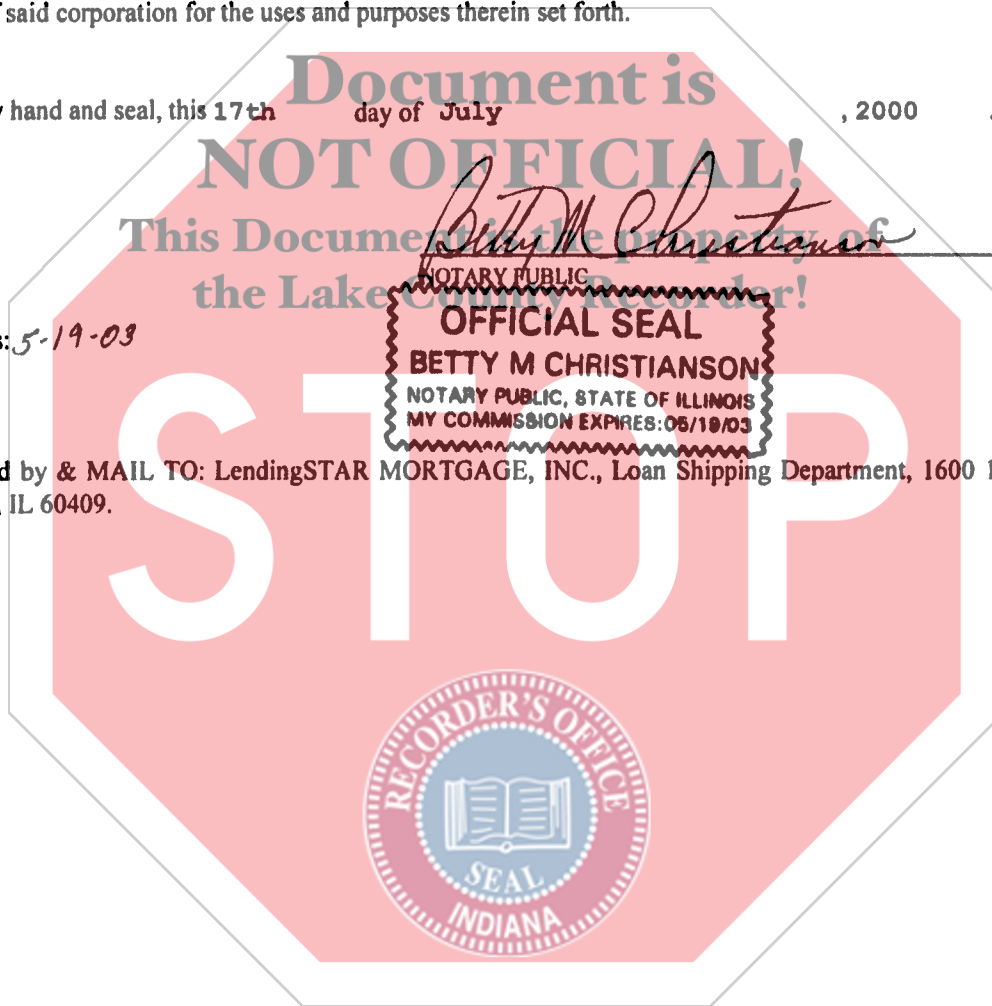 said corporation for the uses and purposes therein set forth.
Document is
hand and seal, this 17th day of July , 2000 .
NOT OFFICIAL!
Betty M Christianson
This Document is the property of
NOTARY PUBLIC
the Lake County Recorder!
OFFICIAL SEAL
BETTY M CHRISTIANSON
NOTARY PUBLIC, STATE OF ILLINOIS
MY COMMISSION EXPIRES:05/19/03
: 5-19-03
by & MAIL TO: LendingSTAR MORTGAGE, INC., Loan Shipping Department, 1600
IL 60409.
STOP
RECORDER'S OFFICE
SEAL
INDIANA